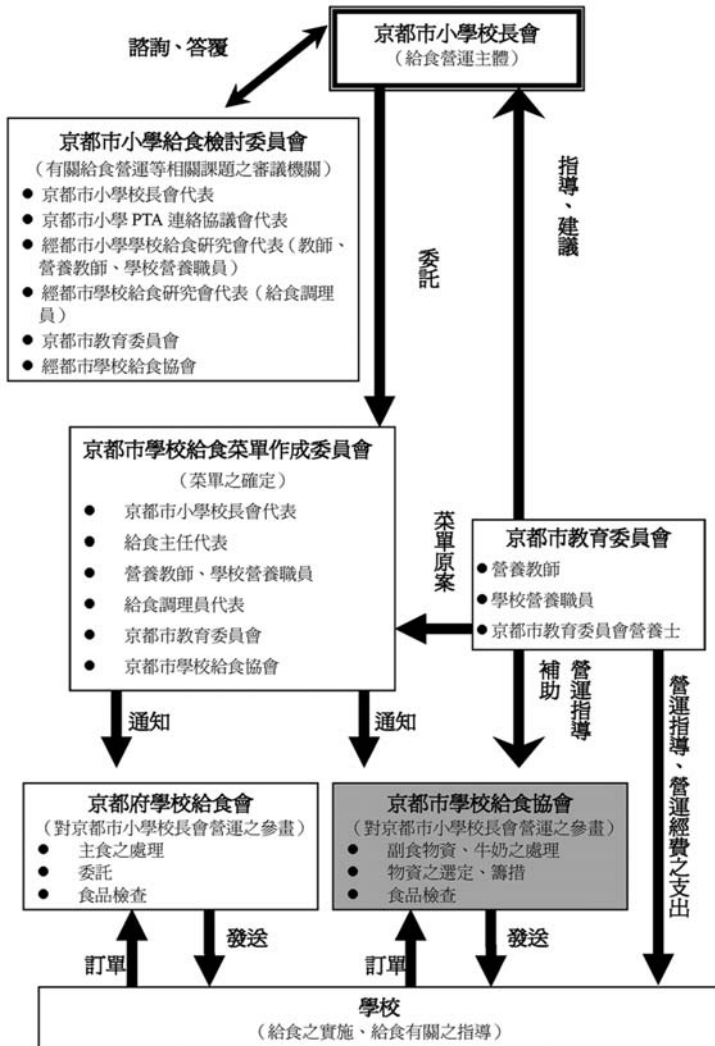 京都市小學校長會
(給食營運主體)
諮詢、答覆
京都市小學給食檢討委員會
(有關給食營運等相關課題之審議機關)
● 京都市小學校長會代表
● 京都市小學 PTA 連絡協議會代表
● 經都市小學學校給食研究會代表(教師、
營養教師、學校營養職員)
● 經都市學校給食研究會代表(給食調理
員)
● 京都市教育委員會
● 經都市學校給食協會
委託
指導、建議
京都市學校給食菜單作成委員會
(菜單之確定)
● 京都市小學校長會代表
● 給食主任代表
● 營養教師、學校營養職員
● 給食調理員代表
● 京都市教育委員會
● 京都市學校給食協會
菜單原案
京都市教育委員會
● 營養教師
● 學校營養職員
● 京都市教育委員會營養士
通知
通知
營運指導
補助
營運指導、營運經費之支出
京都府學校給食會
(對京都市小學校長會營運之參畫)
● 主食之處理
● 委託
● 食品檢查
京都市學校給食協會
(對京都市小學校長會營運之參畫)
● 副食物資、牛奶之處理
● 物資之選定、籌措
● 食品檢查
訂單
發送
訂單
發送
學校
(給食之實施、給食有關之指導)